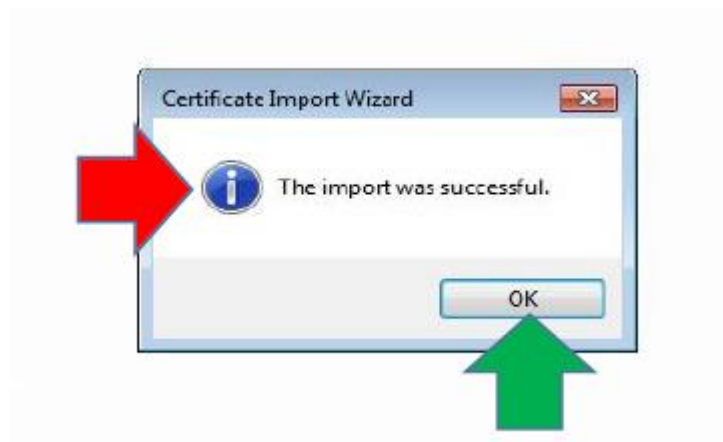 Certificate Import Wizard
The import was successful.
OK